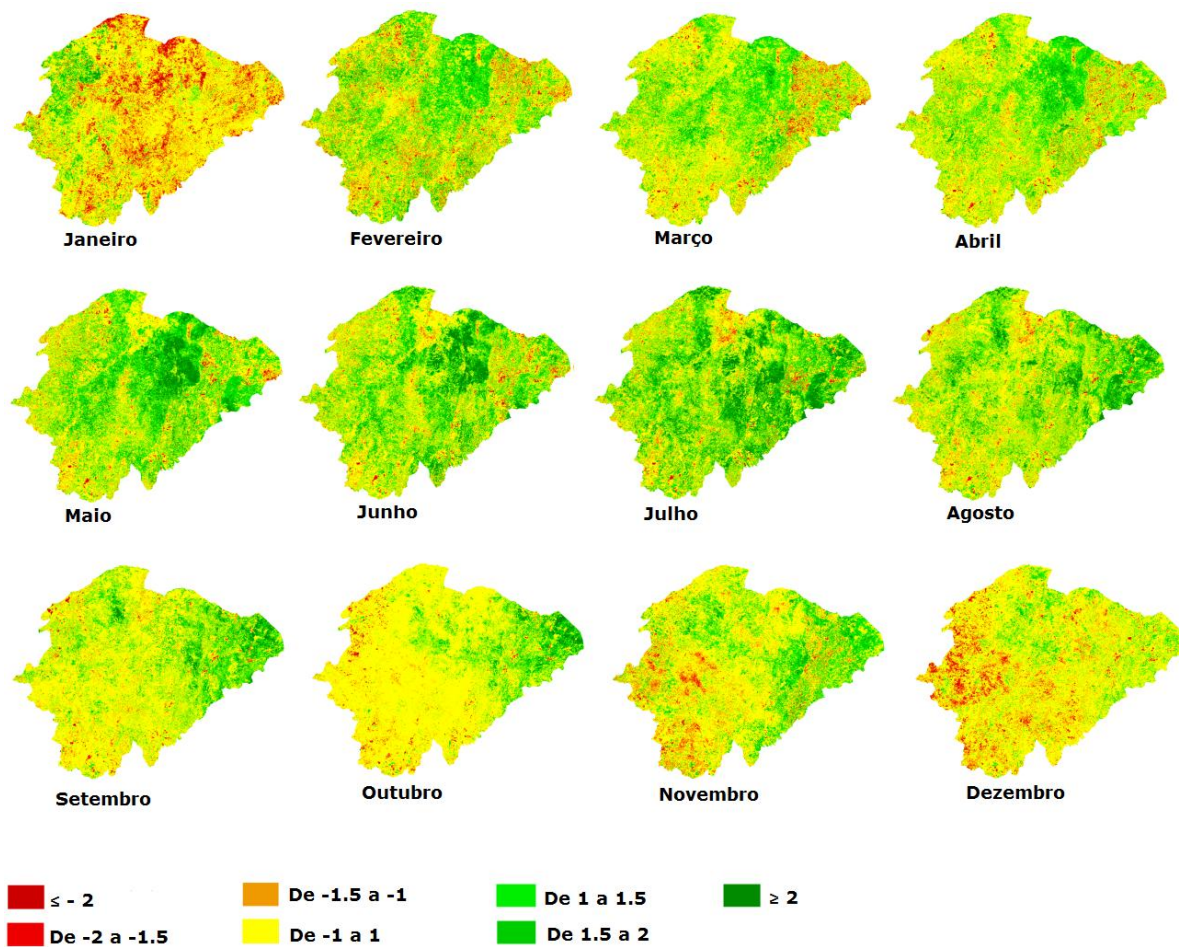 Janeiro
Fevereiro
Março
Abril
Maio
Junho
Julho
Agosto
Setembro
Outubro
Novembro
Dezembro
≤ - 2
De -1.5 a -1
De 1 a 1.5
≥ 2
De -2 a -1.5
De -1 a 1
De 1.5 a 2